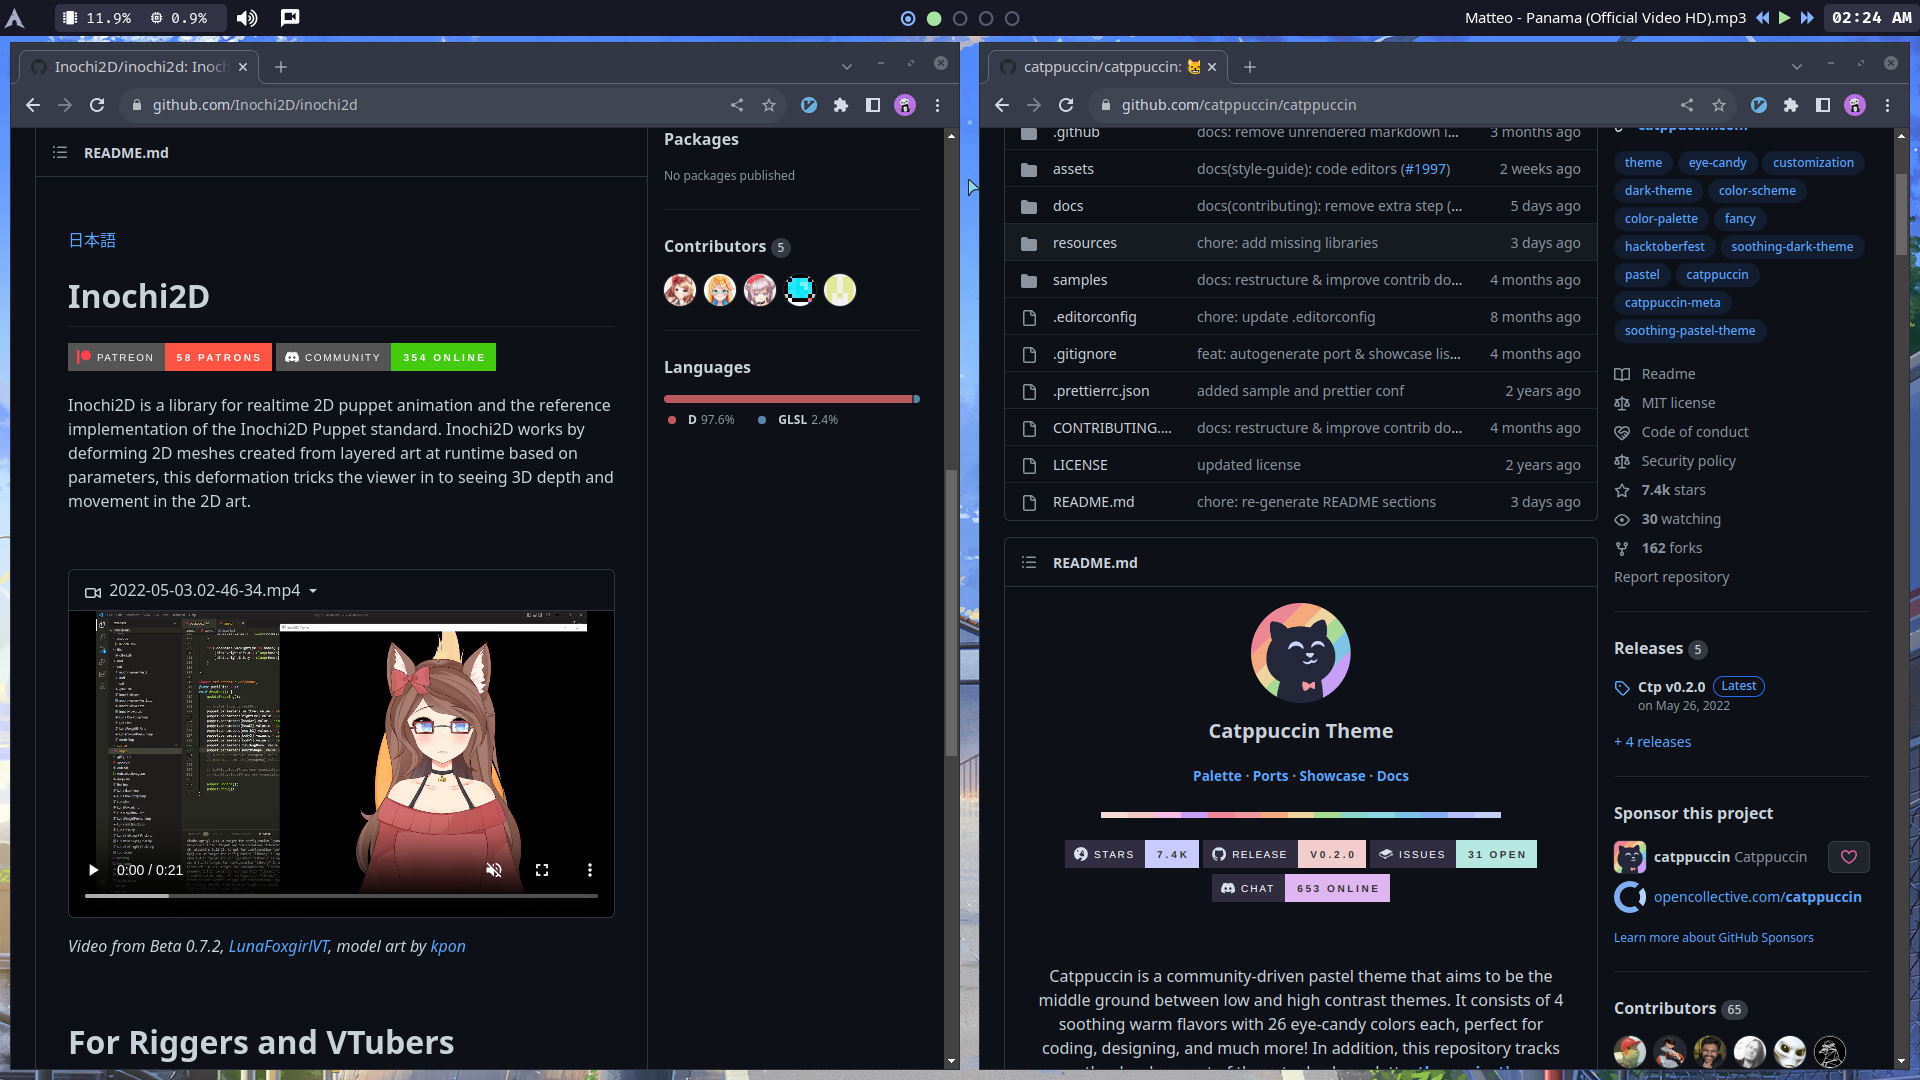 11.9% 0.9%
Matteo - Panama (Official Video HD).mp3
02:24 AM
Inochi2D/inochi2d: Inoch
github.com/Inochi2D/inochi2d
README.md
日本語
Inochi2D
PATREON 58 PATRONS COMMUNITY 354 ONLINE
Inochi2D is a library for realtime 2D puppet animation and the reference
implementation of the Inochi2D Puppet standard. Inochi2D works by
deforming 2D meshes created from layered art at runtime based on
parameters, this deformation tricks the viewer in to seeing 3D depth and
movement in the 2D art.
2022-05-03.02-46-34.mp4
0:00 / 0:21
Video from Beta 0.7.2, LunaFoxgirlVT, model art by kpon
For Riggers and VTubers
Packages
No packages published
Contributors 5
Languages
D 97.6% GLSL 2.4%
catppuccin/catppuccin: 😸
github.com/catppuccin/catppuccin
.github docs: remove unrendered markdown i... 3 months ago
assets docs(style-guide): code editors (#1997) 2 weeks ago
docs docs(contributing): remove extra step (... 5 days ago
resources chore: add missing libraries 3 days ago
samples docs: restructure & improve contrib do... 4 months ago
.editorconfig chore: update .editorconfig 8 months ago
.gitignore feat: autogenerate port & showcase lis... 4 months ago
.prettierrc.json added sample and prettier conf 2 years ago
CONTRIBUTING.... docs: restructure & improve contrib do... 4 months ago
LICENSE updated license 2 years ago
README.md chore: re-generate README sections 3 days ago
README.md
Catppuccin Theme
Palette · Ports · Showcase · Docs
STARS 7.4K RELEASE V0.2.0 ISSUES 31 OPEN
CHAT 653 ONLINE
Catppuccin is a community-driven pastel theme that aims to be the
middle ground between low and high contrast themes. It consists of 4
soothing warm flavors with 26 eye-candy colors each, perfect for
coding, designing, and much more! In addition, this repository tracks
catppuccin.com
theme eye-candy customization
dark-theme color-scheme
color-palette fancy
hacktoberfest soothing-dark-theme
pastel catppuccin
catppuccin-meta
soothing-pastel-theme
Readme
MIT license
Code of conduct
Security policy
7.4k stars
30 watching
162 forks
Report repository
Releases 5
Ctp v0.2.0 Latest
on May 26, 2022
+ 4 releases
Sponsor this project
catppuccin Catppuccin
opencollective.com/catppuccin
Learn more about GitHub Sponsors
Contributors 65